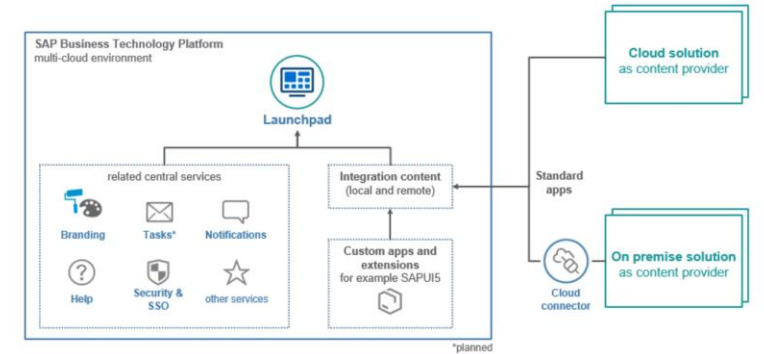 SAP Business Technology Platform
multi-cloud environment
Launchpad
related central services
Branding
Tasks*
Notifications
Help
Security &
SSO
other services
Integration content
(local and remote)
Custom apps and
extensions
for example SAPUI5
Standard
apps
Cloud solution
as content provider
Cloud
connector
On premise solution
as content provider
*planned